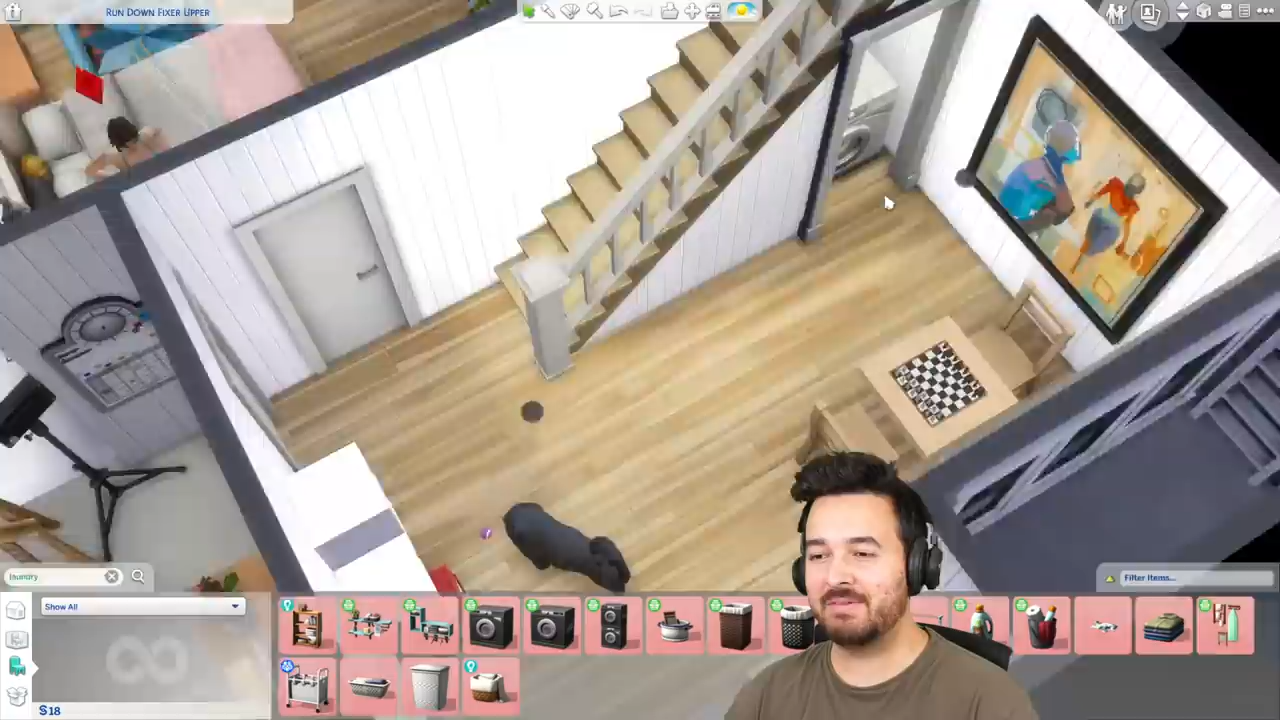 RUN DOWN FIXER UPPER
laundry
Filter Items...
Show All
$18